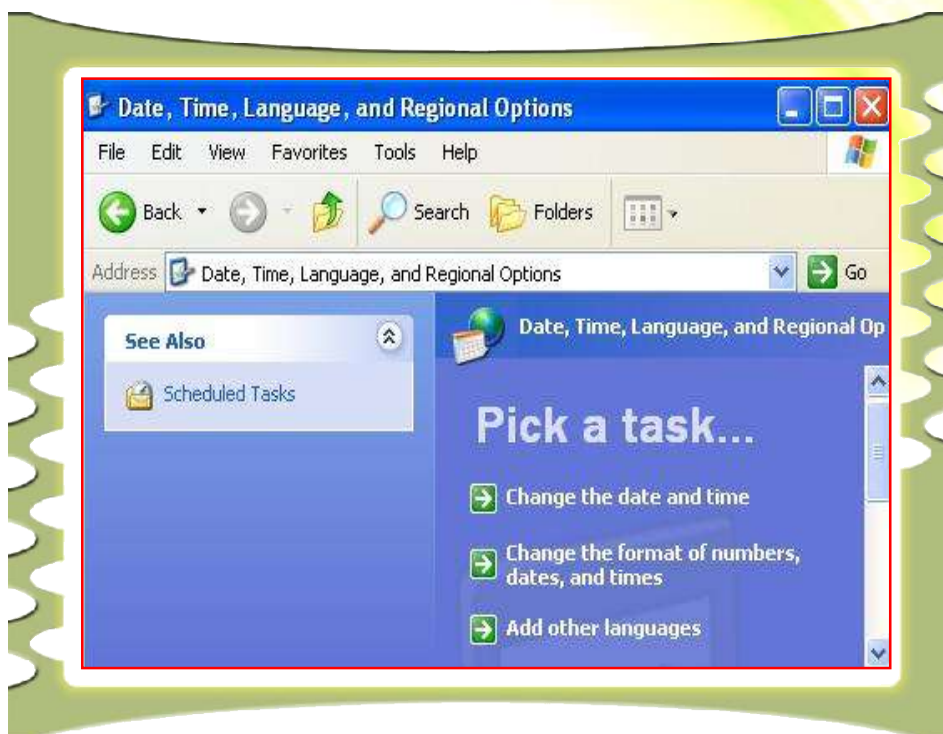 Date, Time, Language, and Regional Options
File Edit View Favorites Tools Help
Back Search Folders
Address Date, Time, Language, and Regional Options Go
See Also
Scheduled Tasks
Date, Time, Language, and Regional Op
Pick a task...
Change the date and time
Change the format of numbers,
dates, and times
Add other languages